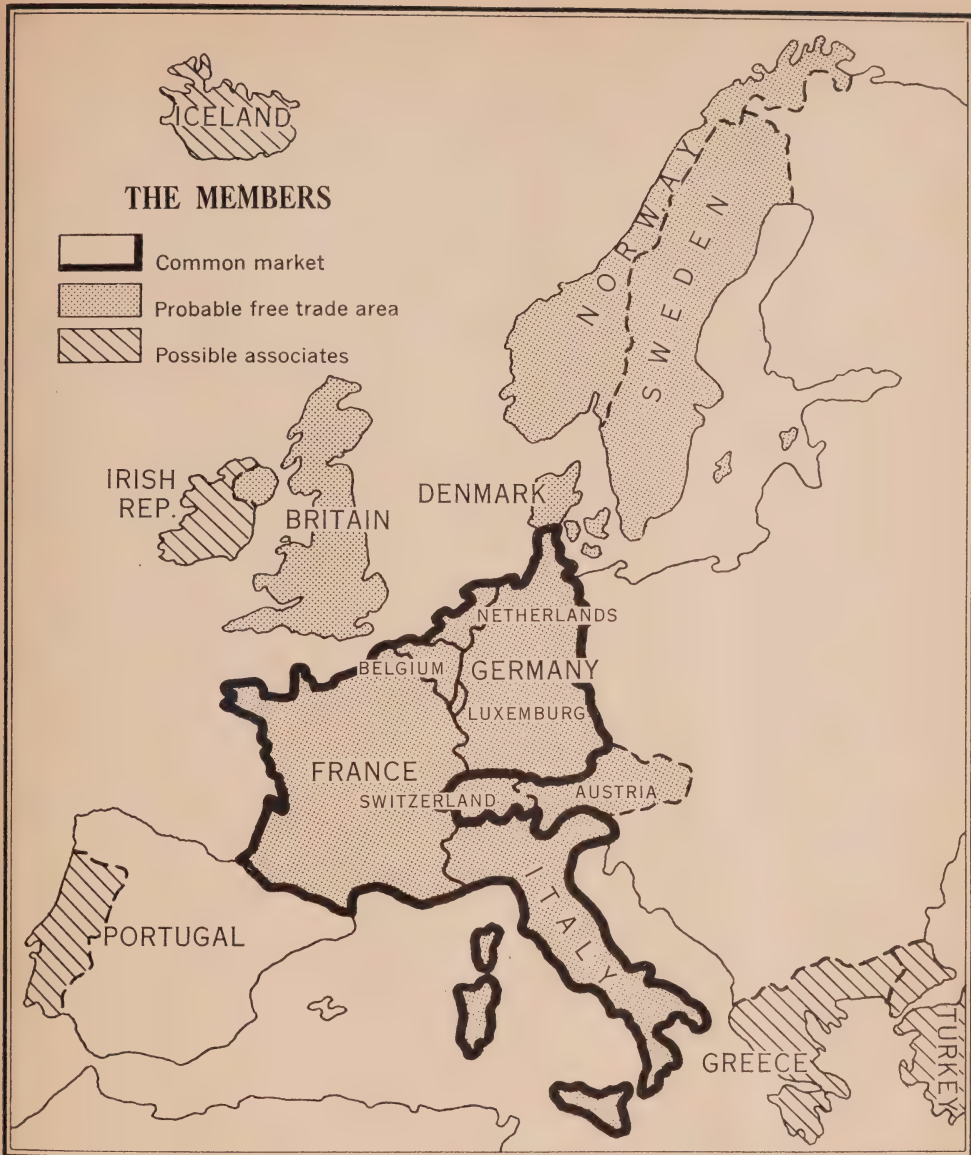 ICELAND
THE MEMBERS
Common market
Probable free trade area
Possible associates
NORWAY
SWEDEN
IRISH
REP.
BRITAIN
DENMARK
NETHERLANDS
BELGIUM
GERMANY
LUXEMBURG
FRANCE
SWITZERLAND
AUSTRIA
ITALY
PORTUGAL
GREECE
TURKEY